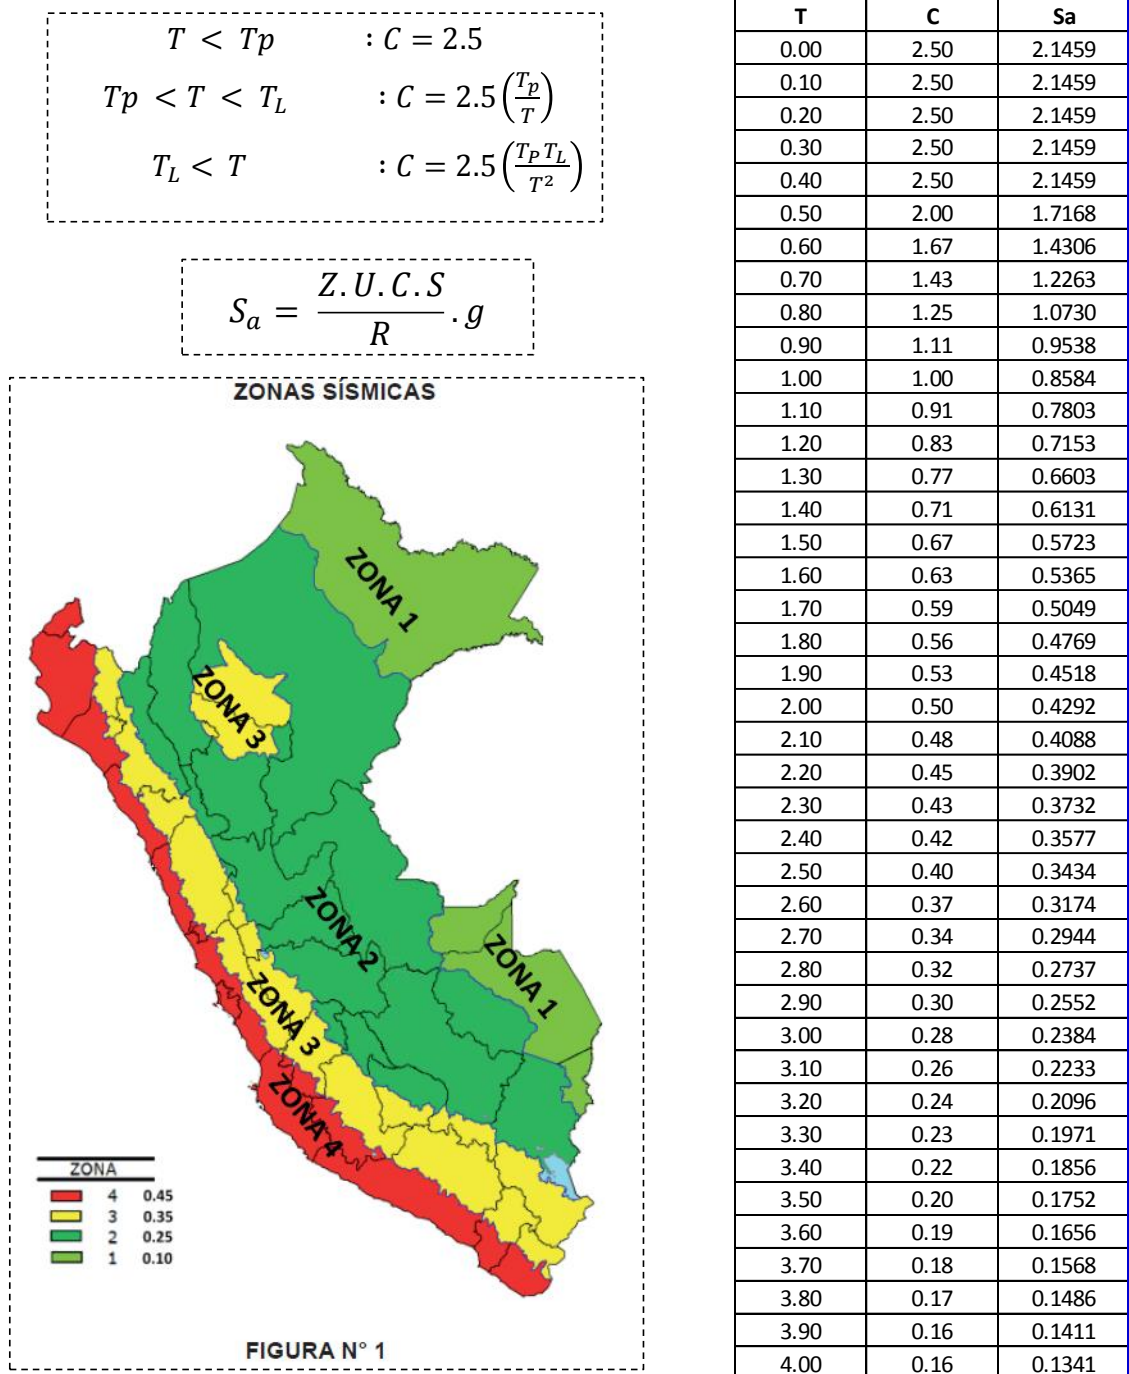 T < Tp : C = 2.5
Tp < T < T_L : C = 2.5(T_p/T)
T_L < T : C = 2.5(T_P T_L/T²)
S_a = Z.U.C.S/R . g
ZONAS SÍSMICAS
ZONA 1
ZONA 3
ZONA 2
ZONA 1
ZONA 3
ZONA 4
ZONA
4 0.45
3 0.35
2 0.25
1 0.10
FIGURA N° 1
T C Sa
0.00 2.50 2.1459
0.10 2.50 2.1459
0.20 2.50 2.1459
0.30 2.50 2.1459
0.40 2.50 2.1459
0.50 2.00 1.7168
0.60 1.67 1.4306
0.70 1.43 1.2263
0.80 1.25 1.0730
0.90 1.11 0.9538
1.00 1.00 0.8584
1.10 0.91 0.7803
1.20 0.83 0.7153
1.30 0.77 0.6603
1.40 0.71 0.6131
1.50 0.67 0.5723
1.60 0.63 0.5365
1.70 0.59 0.5049
1.80 0.56 0.4769
1.90 0.53 0.4518
2.00 0.50 0.4292
2.10 0.48 0.4088
2.20 0.45 0.3902
2.30 0.43 0.3732
2.40 0.42 0.3577
2.50 0.40 0.3434
2.60 0.37 0.3174
2.70 0.34 0.2944
2.80 0.32 0.2737
2.90 0.30 0.2552
3.00 0.28 0.2384
3.10 0.26 0.2233
3.20 0.24 0.2096
3.30 0.23 0.1971
3.40 0.22 0.1856
3.50 0.20 0.1752
3.60 0.19 0.1656
3.70 0.18 0.1568
3.80 0.17 0.1486
3.90 0.16 0.1411
4.00 0.16 0.1341